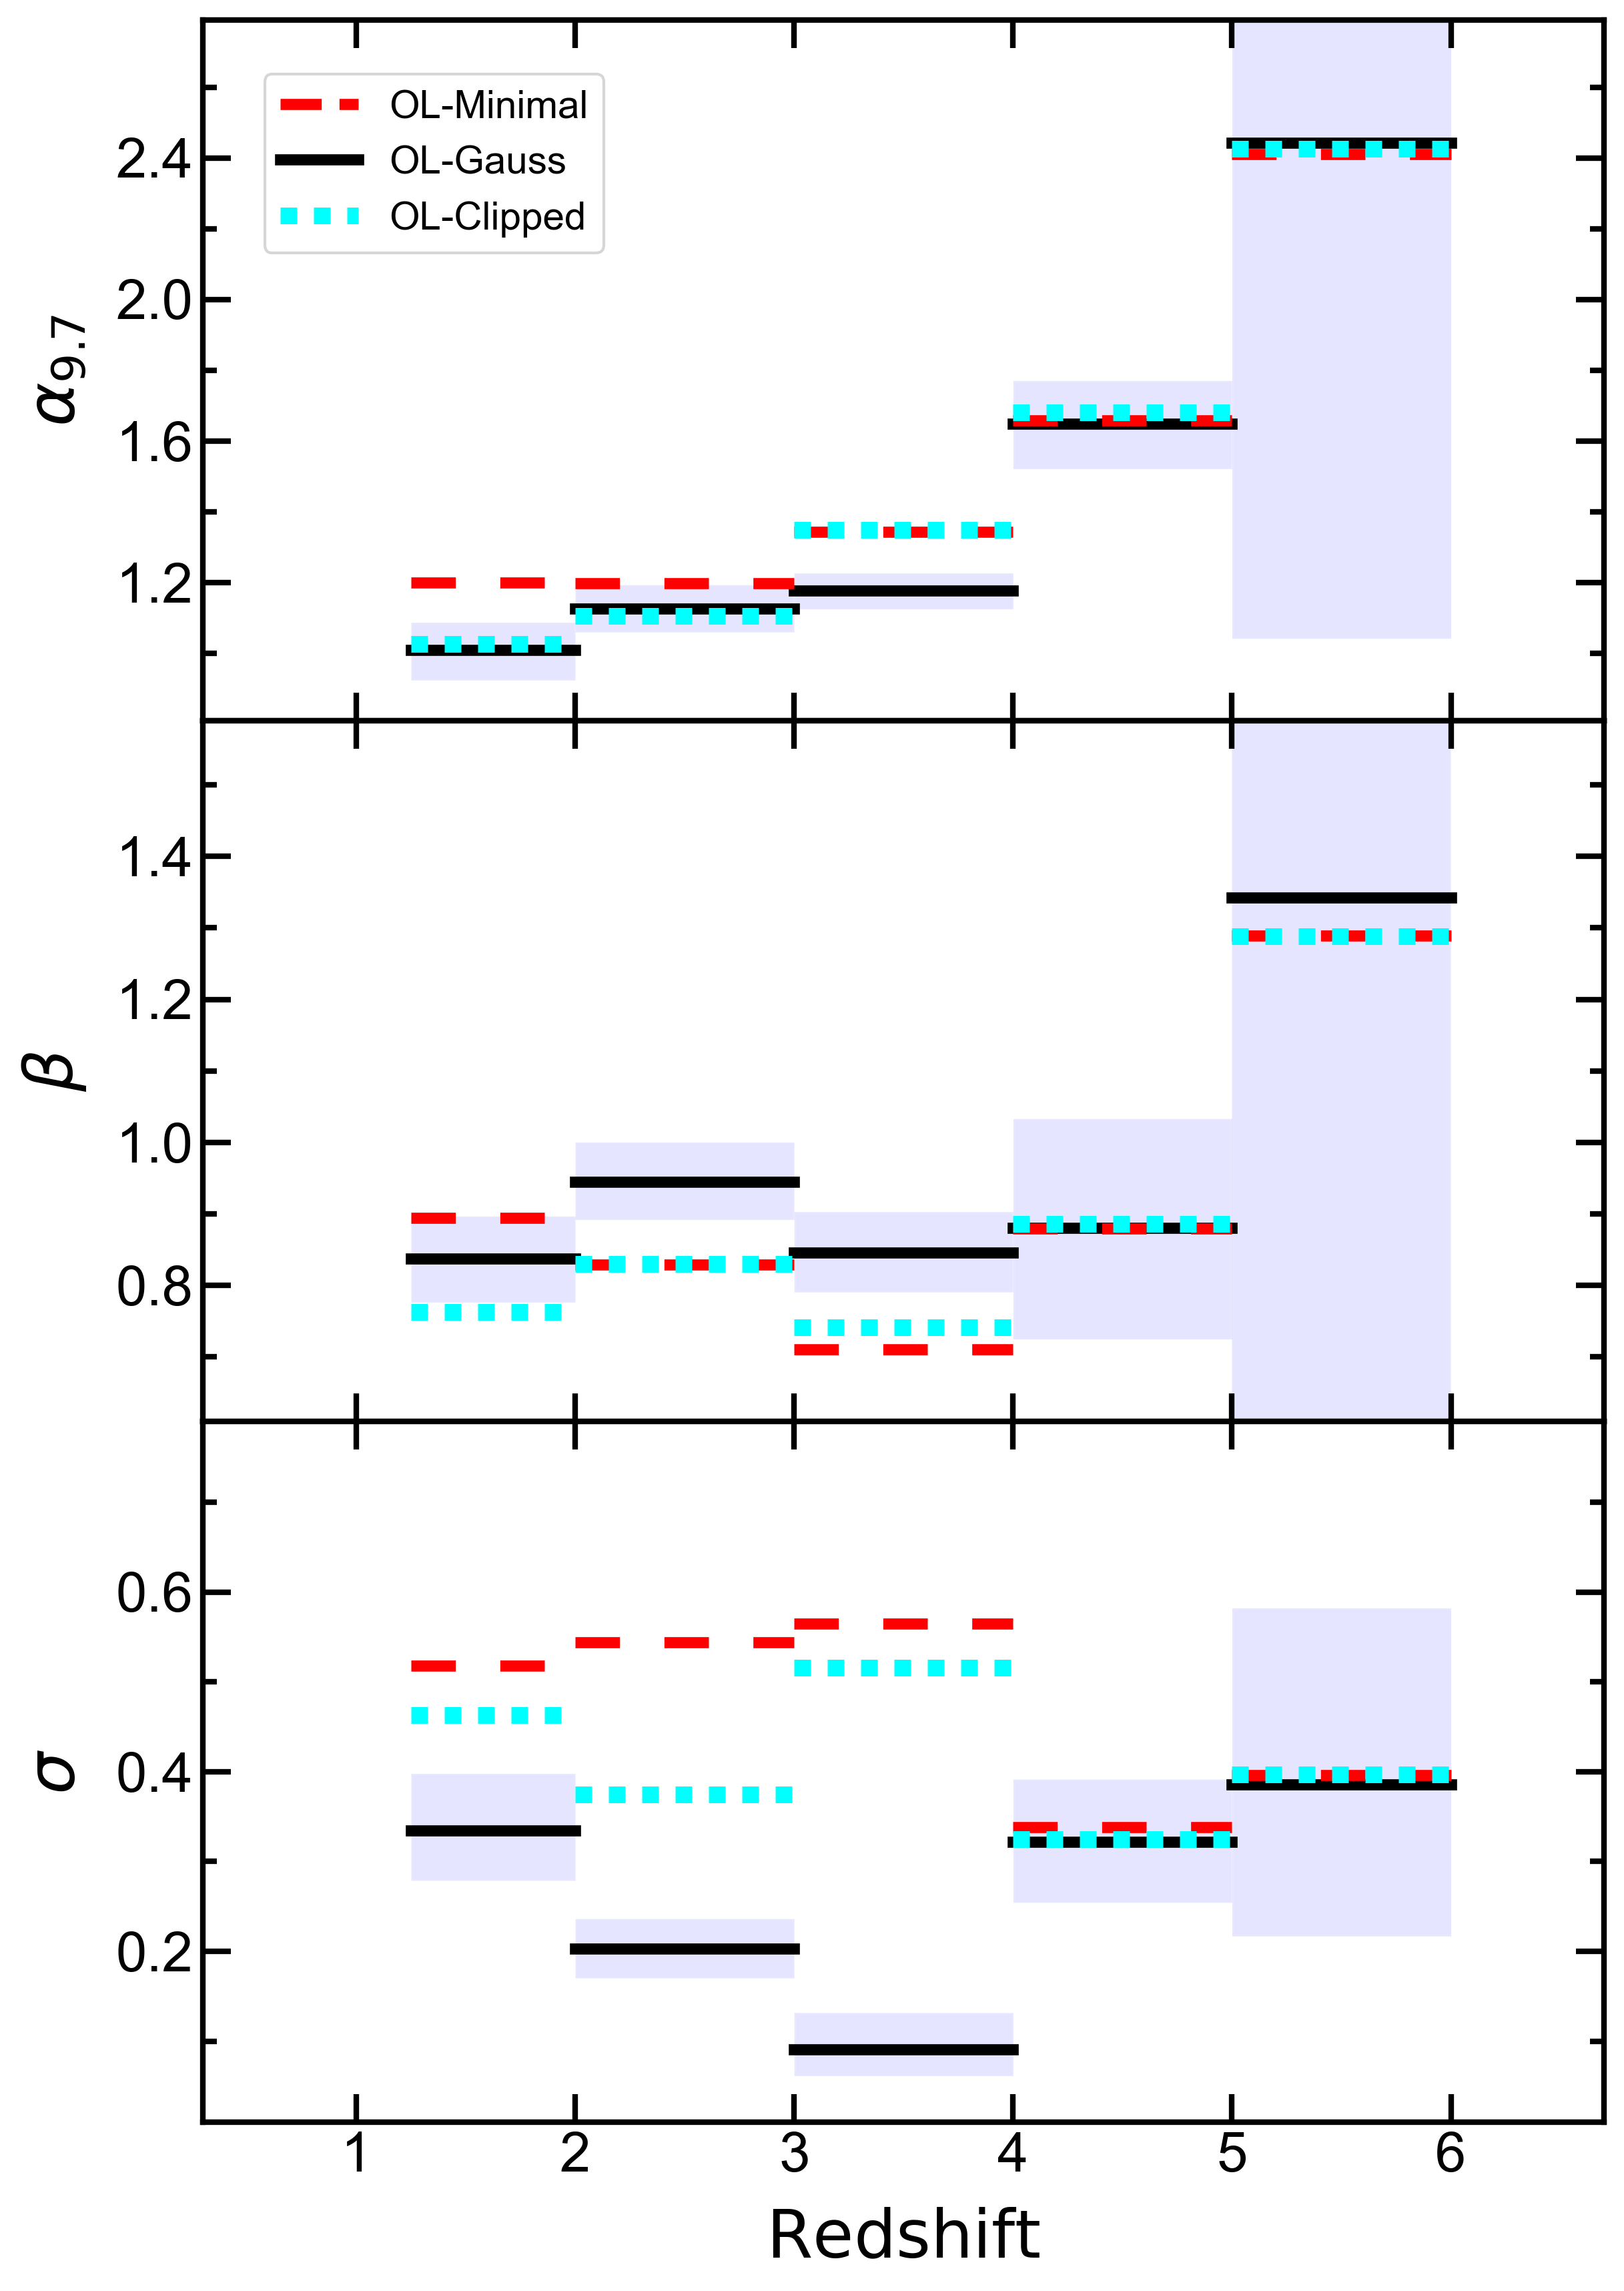 OL-Minimal
OL-Gauss
OL-Clipped
2.4
2.0
1.6
1.2
α9.7
1.4
1.2
1.0
0.8
β
0.6
0.4
0.2
σ
1 2 3 4 5 6
Redshift